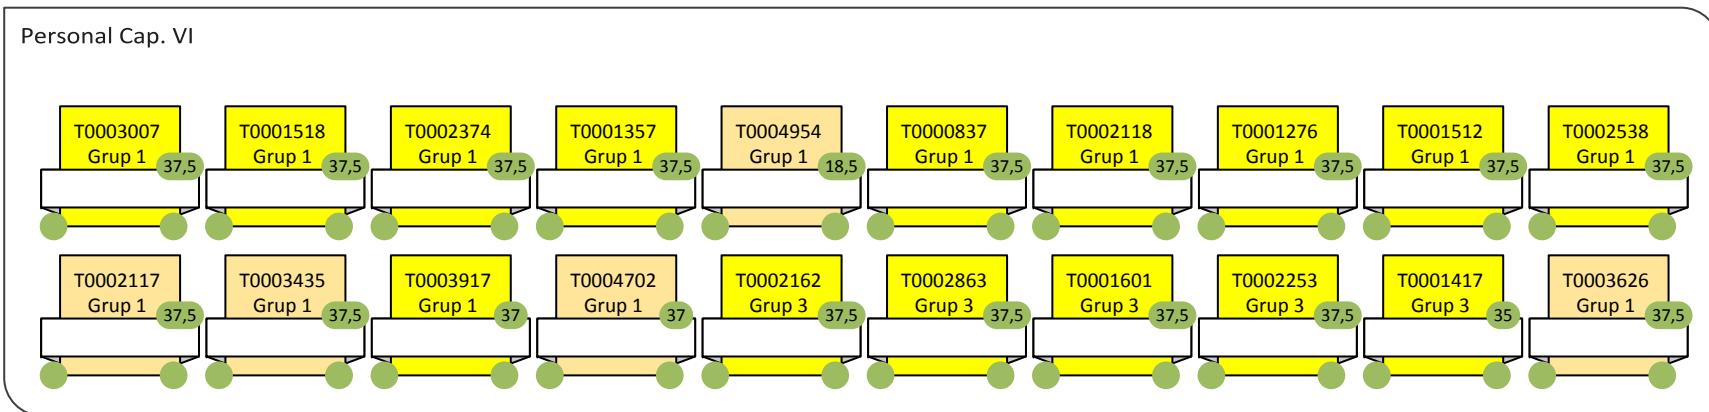 Personal Cap. VI
T0003007
Grup 1
37,5
T0001518
Grup 1
37,5
T0002374
Grup 1
37,5
T0001357
Grup 1
37,5
T0004954
Grup 1
18,5
T0000837
Grup 1
37,5
T0002118
Grup 1
37,5
T0001276
Grup 1
37,5
T0001512
Grup 1
37,5
T0002538
Grup 1
37,5
T0002117
Grup 1
37,5
T0003435
Grup 1
37,5
T0003917
Grup 1
37
T0004702
Grup 1
37
T0002162
Grup 3
37,5
T0002863
Grup 3
37,5
T0001601
Grup 3
37,5
T0002253
Grup 3
37,5
T0001417
Grup 3
35
T0003626
Grup 1
37,5